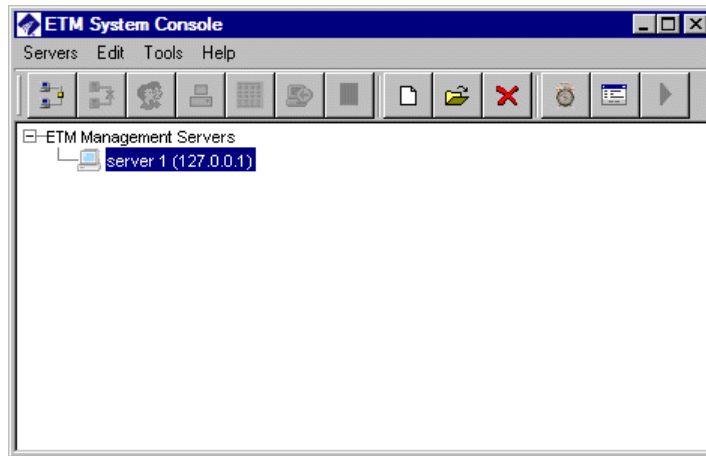 ETM System Console
Servers Edit Tools Help
ETM Management Servers
server 1 (127.0.0.1)